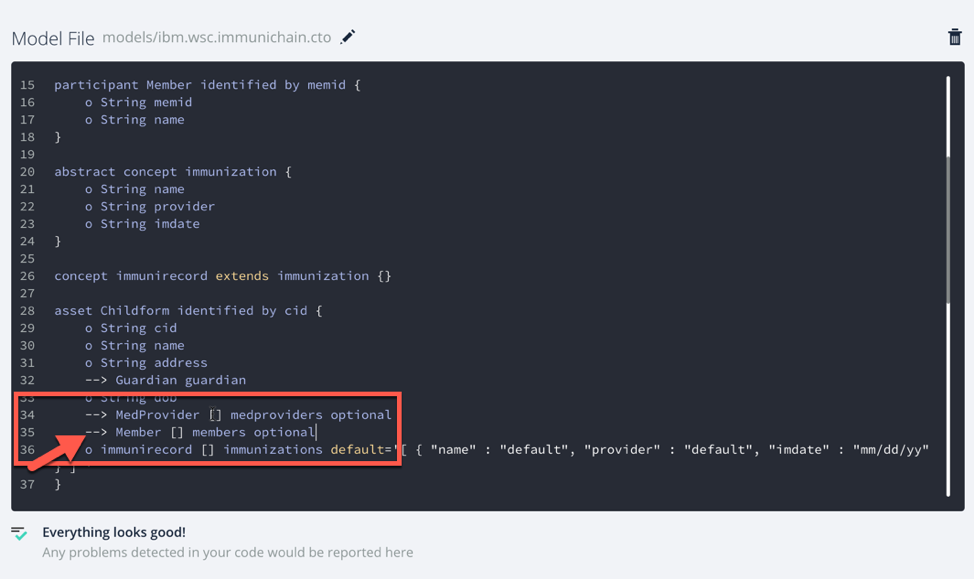 Model File models/ibm.wsc.immunichain.cto
15 participant Member identified by memid {
16 o String memid
17 o String name
18 }
19
20 abstract concept immunization {
21 o String name
22 o String provider
23 o String imdate
24 }
25
26 concept immunirecord extends immunization {}
27
28 asset Childform identified by cid {
29 o String cid
30 o String name
31 o String address
32 --> Guardian guardian
33 o String dob
34 --> MedProvider [] medproviders optional
35 --> Member [] members optional
36 o immunirecord [] immunizations default="[ { "name" : "default", "provider" : "default", "imdate" : "mm/dd/yy"
} ]
37 }
Everything looks good!
Any problems detected in your code would be reported here